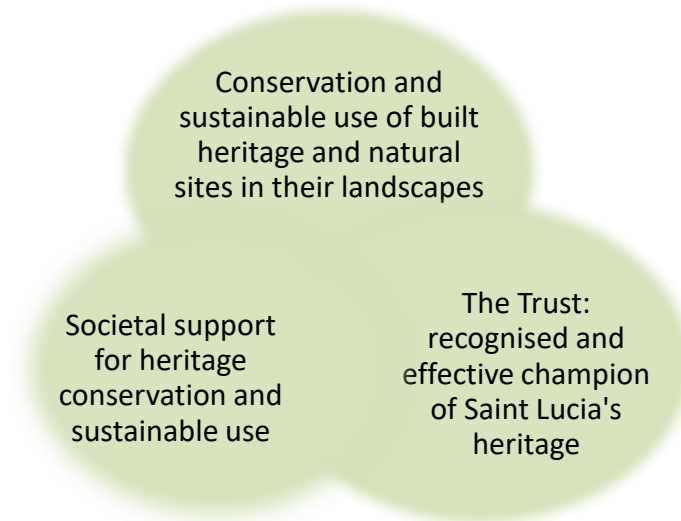 Conservation and
sustainable use of built
heritage and natural
sites in their landscapes
Societal support
for heritage
conservation and
sustainable use
The Trust:
recognised and
effective champion
of Saint Lucia's
heritage